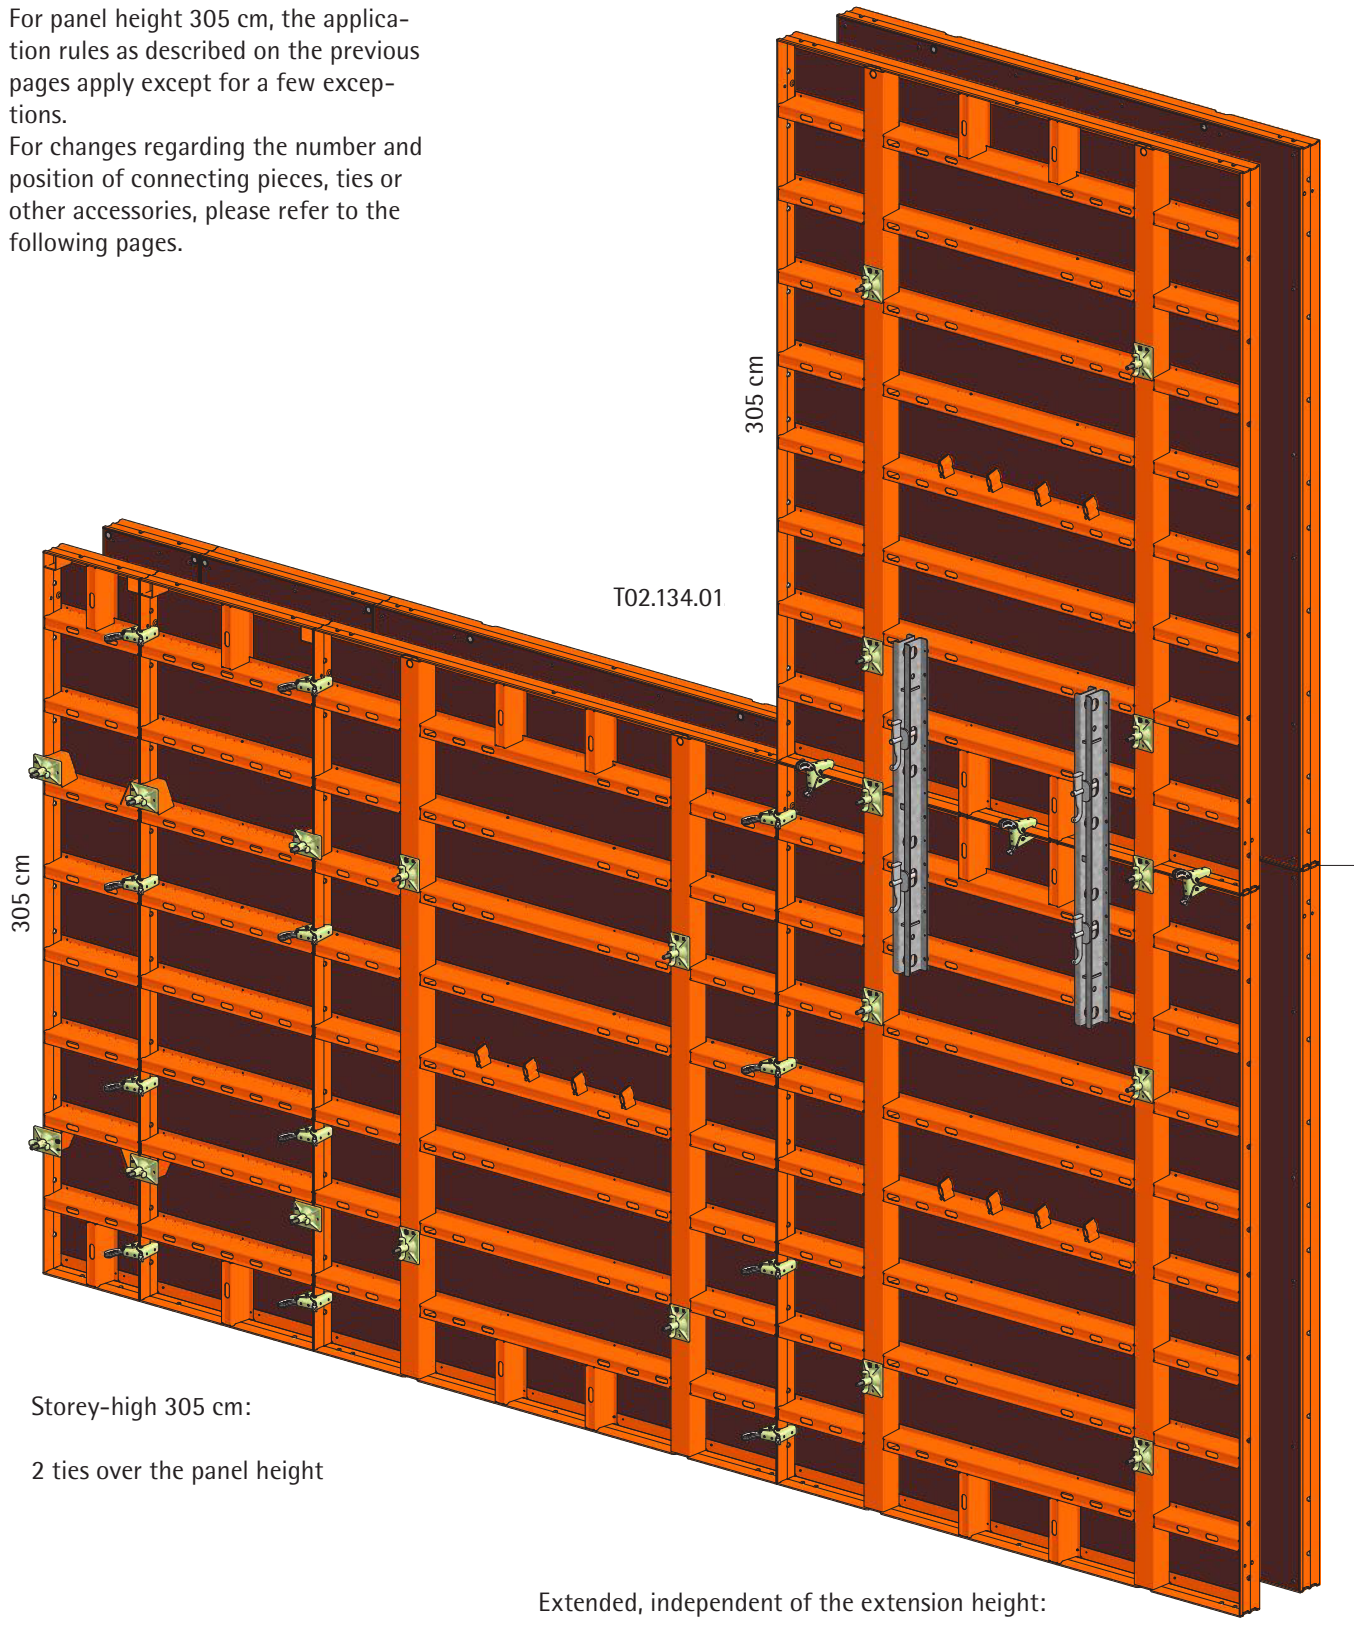 For panel height 305 cm, the applica-
tion rules as described on the previous
pages apply except for a few excep-
tions.
For changes regarding the number and
position of connecting pieces, ties or
other accessories, please refer to the
following pages.
305 cm
T02.134.01
305 cm
Storey-high 305 cm:
2 ties over the panel height
Extended, independent of the extension height: